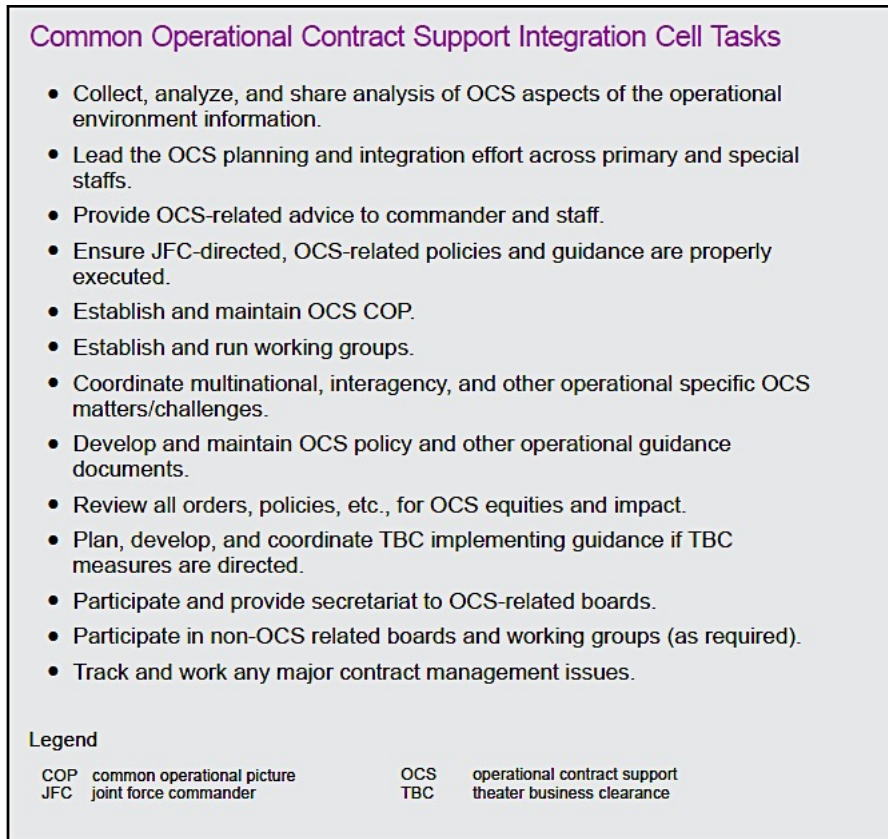 Common Operational Contract Support Integration Cell Tasks
• Collect, analyze, and share analysis of OCS aspects of the operational
environment information.
• Lead the OCS planning and integration effort across primary and special
staffs.
• Provide OCS-related advice to commander and staff.
• Ensure JFC-directed, OCS-related policies and guidance are properly
executed.
• Establish and maintain OCS COP.
• Establish and run working groups.
• Coordinate multinational, interagency, and other operational specific OCS
matters/challenges.
• Develop and maintain OCS policy and other operational guidance
documents.
• Review all orders, policies, etc., for OCS equities and impact.
• Plan, develop, and coordinate TBC implementing guidance if TBC
measures are directed.
• Participate and provide secretariat to OCS-related boards.
• Participate in non-OCS related boards and working groups (as required).
• Track and work any major contract management issues.
Legend
COP common operational picture OCS operational contract support
JFC joint force commander TBC theater business clearance